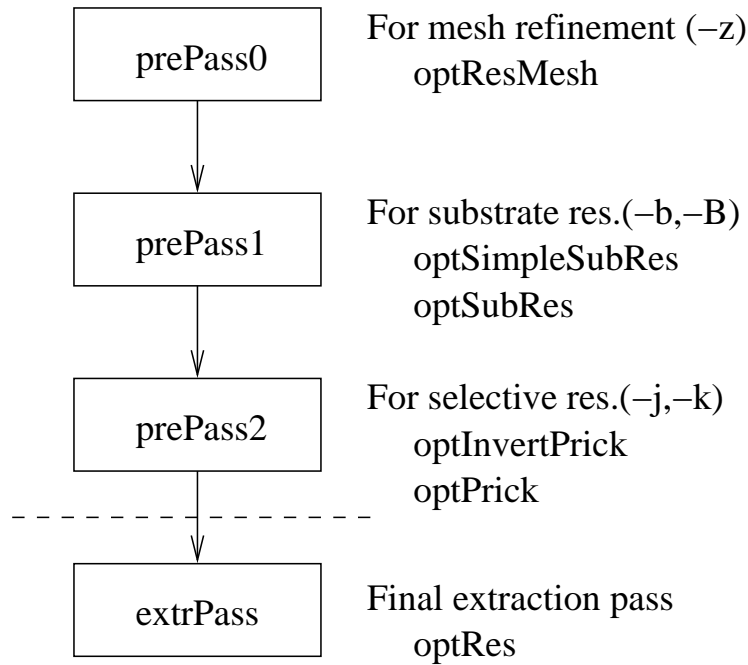 prePass0
For mesh refinement (−z)
optResMesh
prePass1
For substrate res.(−b,−B)
optSimpleSubRes
optSubRes
prePass2
For selective res.(−j,−k)
optInvertPrick
optPrick
extrPass
Final extraction pass
optRes